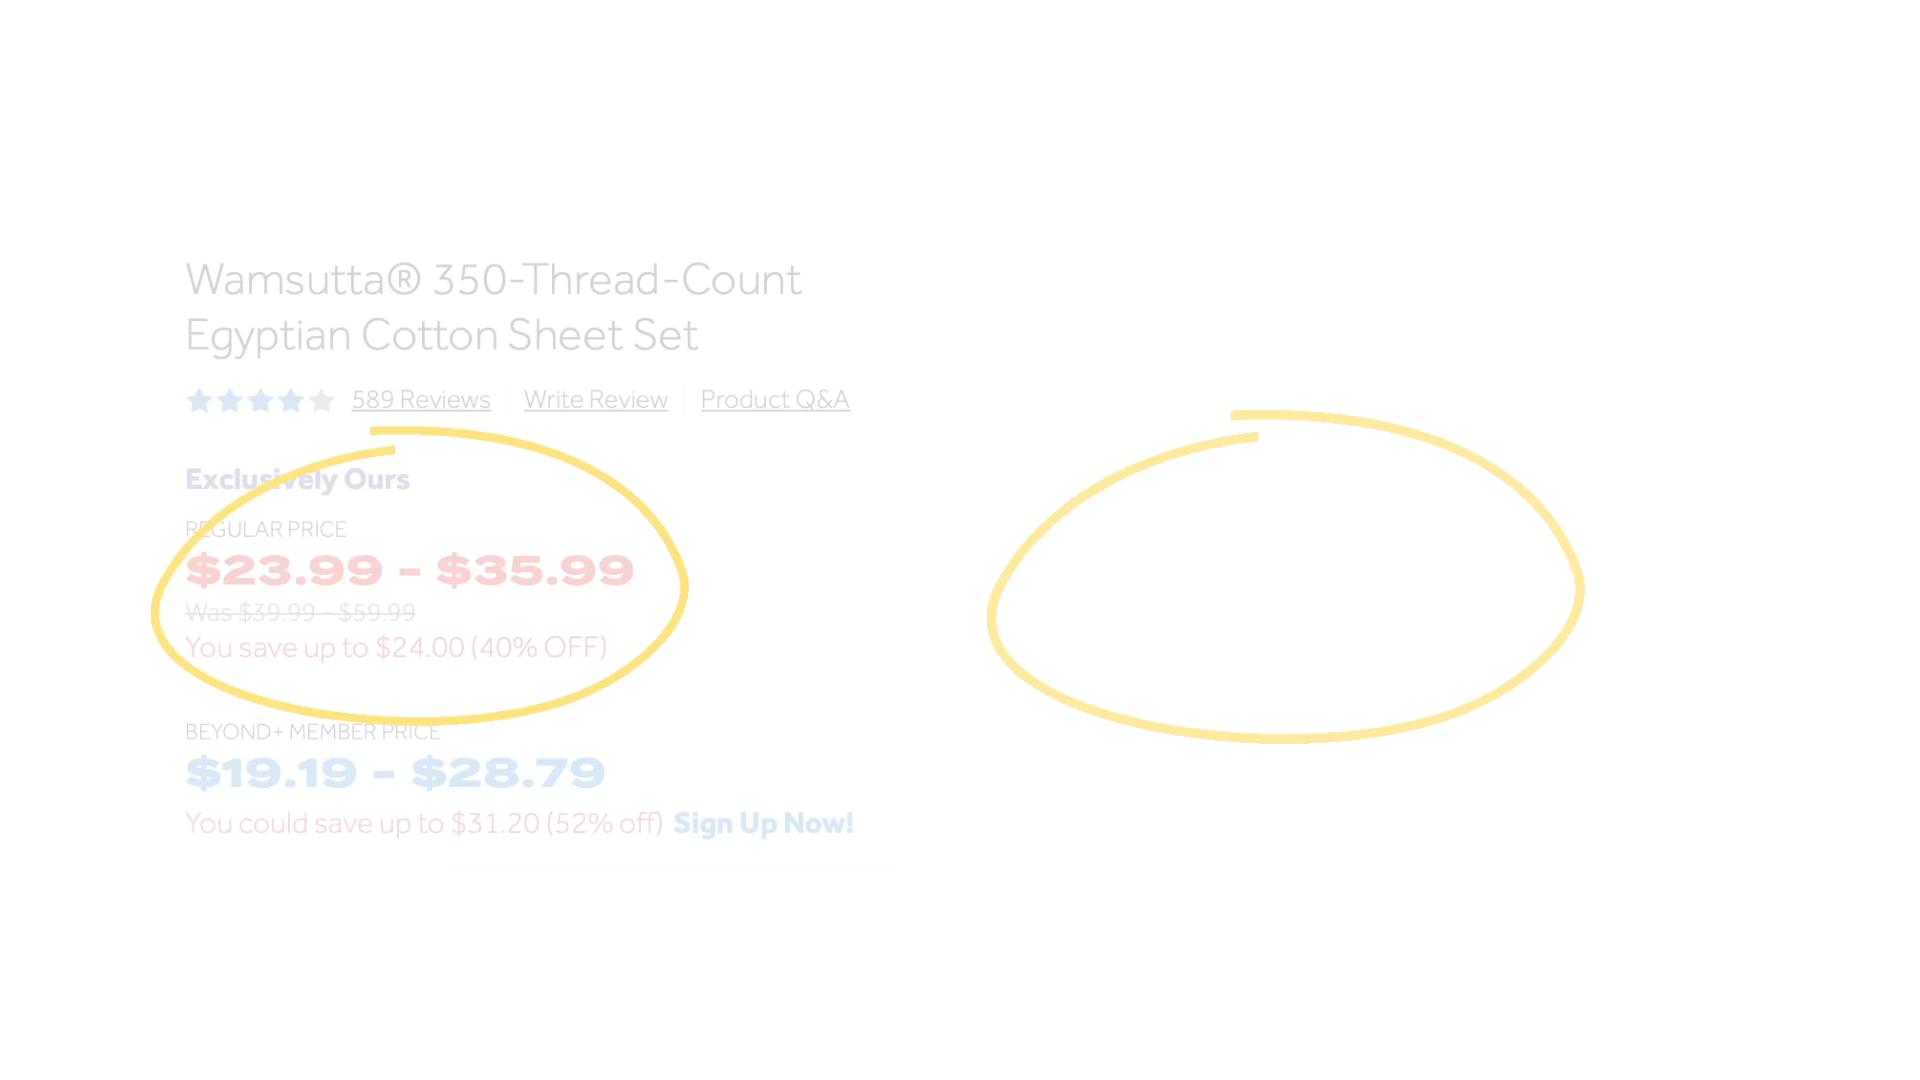 Wamsutta® 350-Thread-Count
Egyptian Cotton Sheet Set
589 Reviews Write Review Product Q&A
Exclusively Ours
REGULAR PRICE
$23.99 - $35.99
Was $39.99 - $59.99
You save up to $24.00 (40% OFF)
BEYOND+ MEMBER PRICE
$19.19 - $28.79
You could save up to $31.20 (52% off) Sign Up Now!